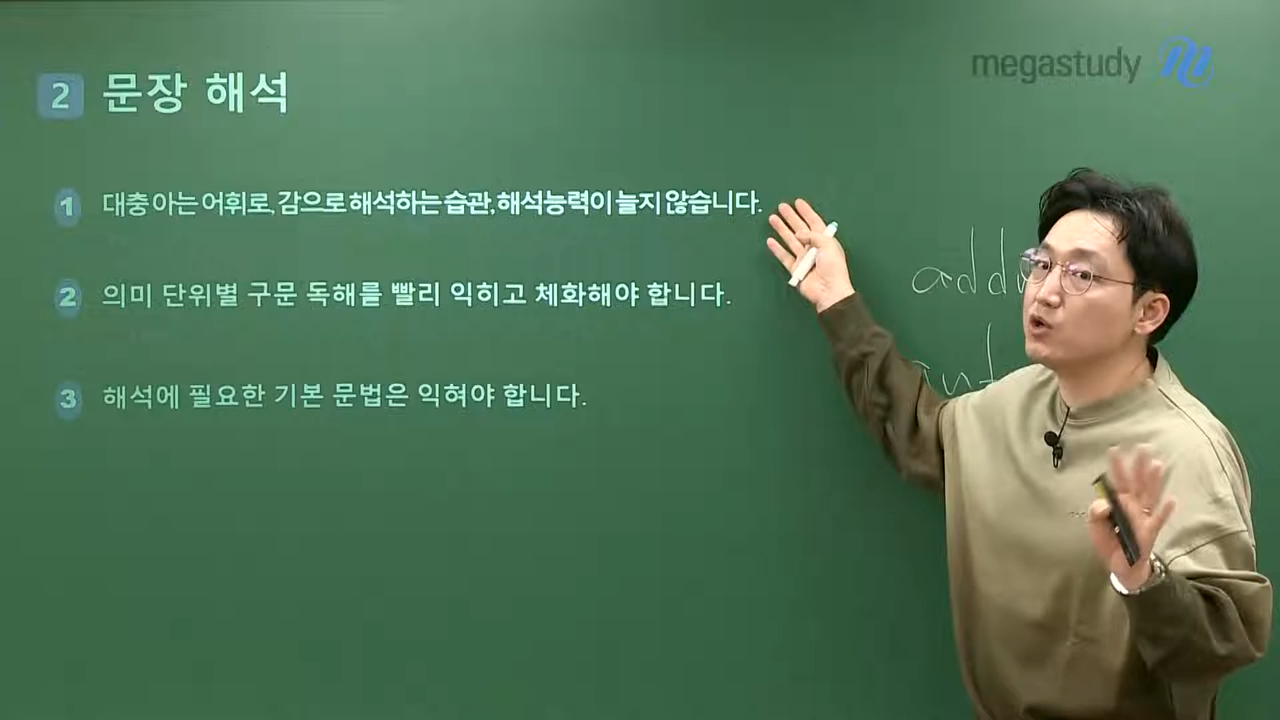 megastudy
2 문장 해석
1 대충 아는 어휘로, 감으로 해석하는 습관, 해석능력이 늘지 않습니다.
2 의미 단위별 구문 독해를 빨리 익히고 체화해야 합니다.
3 해석에 필요한 기본 문법은 익혀야 합니다.